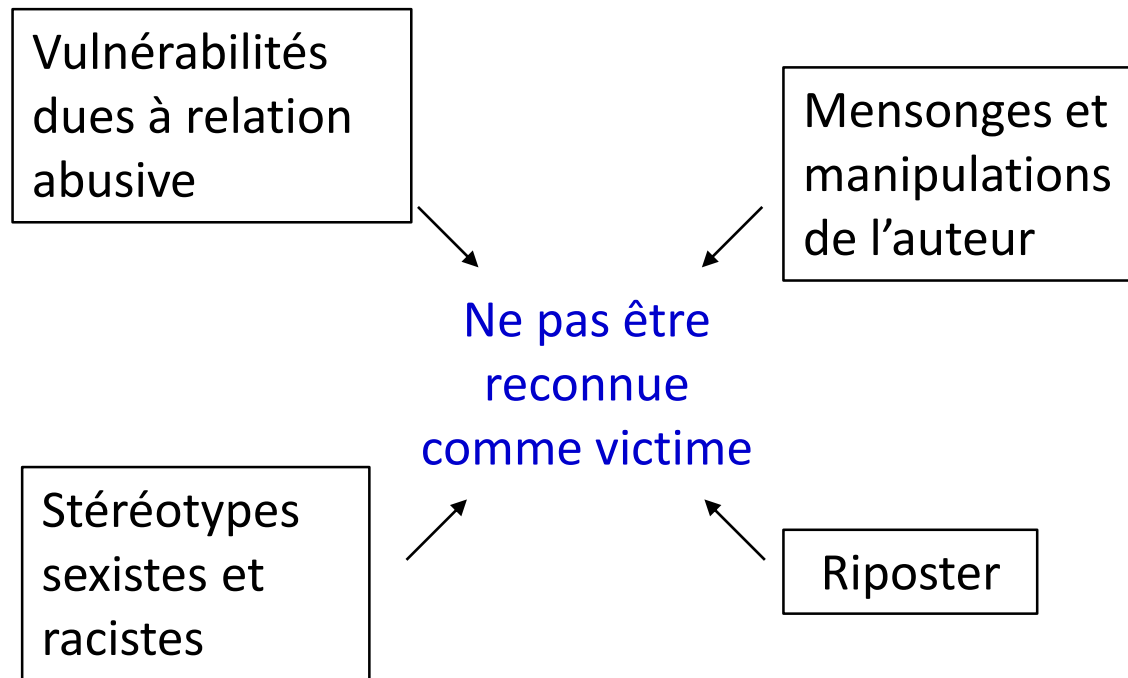 Vulnérabilités
dues à relation
abusive
Mensonges et
manipulations
de l’auteur
Ne pas être
reconnue
comme victime
Stéréotypes
sexistes et
racistes
Riposter